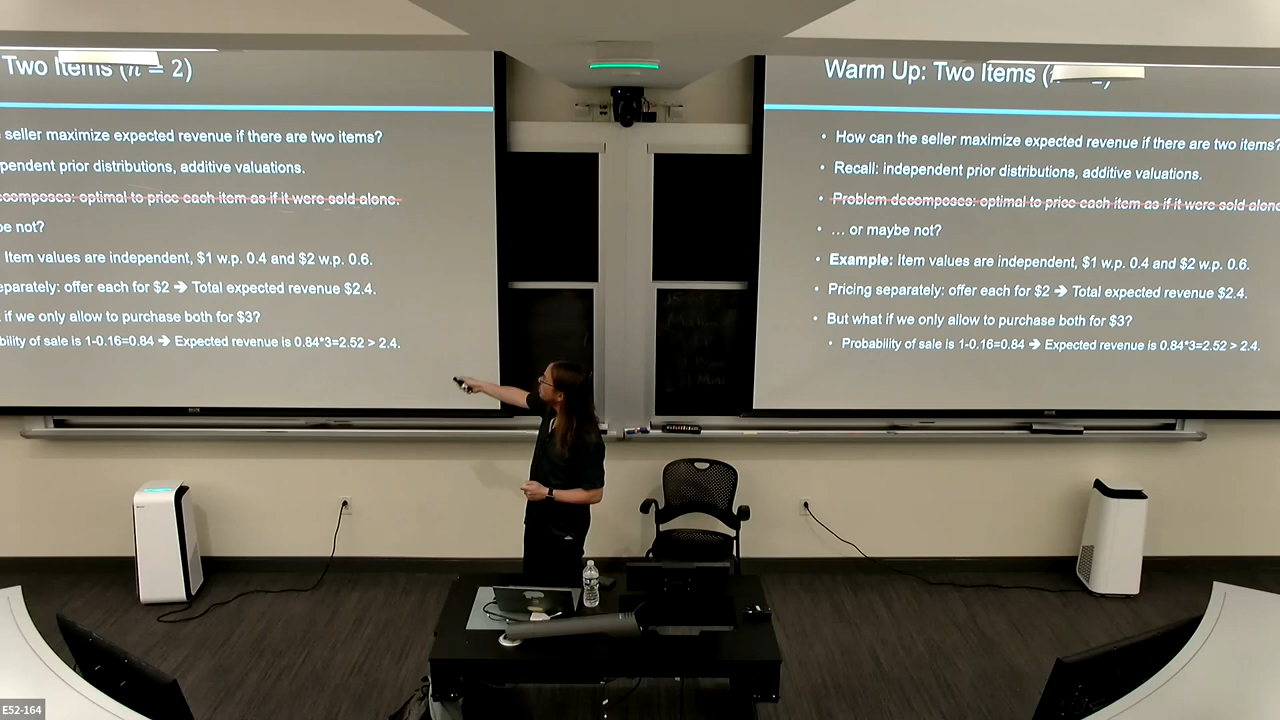 Two Items (n = 2)
seller maximize expected revenue if there are two items?
pendent prior distributions, additive valuations.
ecomposes: optimal to price each item as if it were sold alone.
be not?
Item values are independent, $1 w.p. 0.4 and $2 w.p. 0.6.
eparately: offer each for $2 ➔ Total expected revenue $2.4.
if we only allow to purchase both for $3?
bility of sale is 1-0.16=0.84 ➔ Expected revenue is 0.84*3=2.52 > 2.4.
Warm Up: Two Items (
• How can the seller maximize expected revenue if there are two items?
• Recall: independent prior distributions, additive valuations.
• Problem decomposes: optimal to price each item as if it were sold alone
• … or maybe not?
• Example: Item values are independent, $1 w.p. 0.4 and $2 w.p. 0.6.
• Pricing separately: offer each for $2 ➔ Total expected revenue $2.4.
• But what if we only allow to purchase both for $3?
• Probability of sale is 1-0.16=0.84 ➔ Expected revenue is 0.84*3=2.52 > 2.4.
E52-164